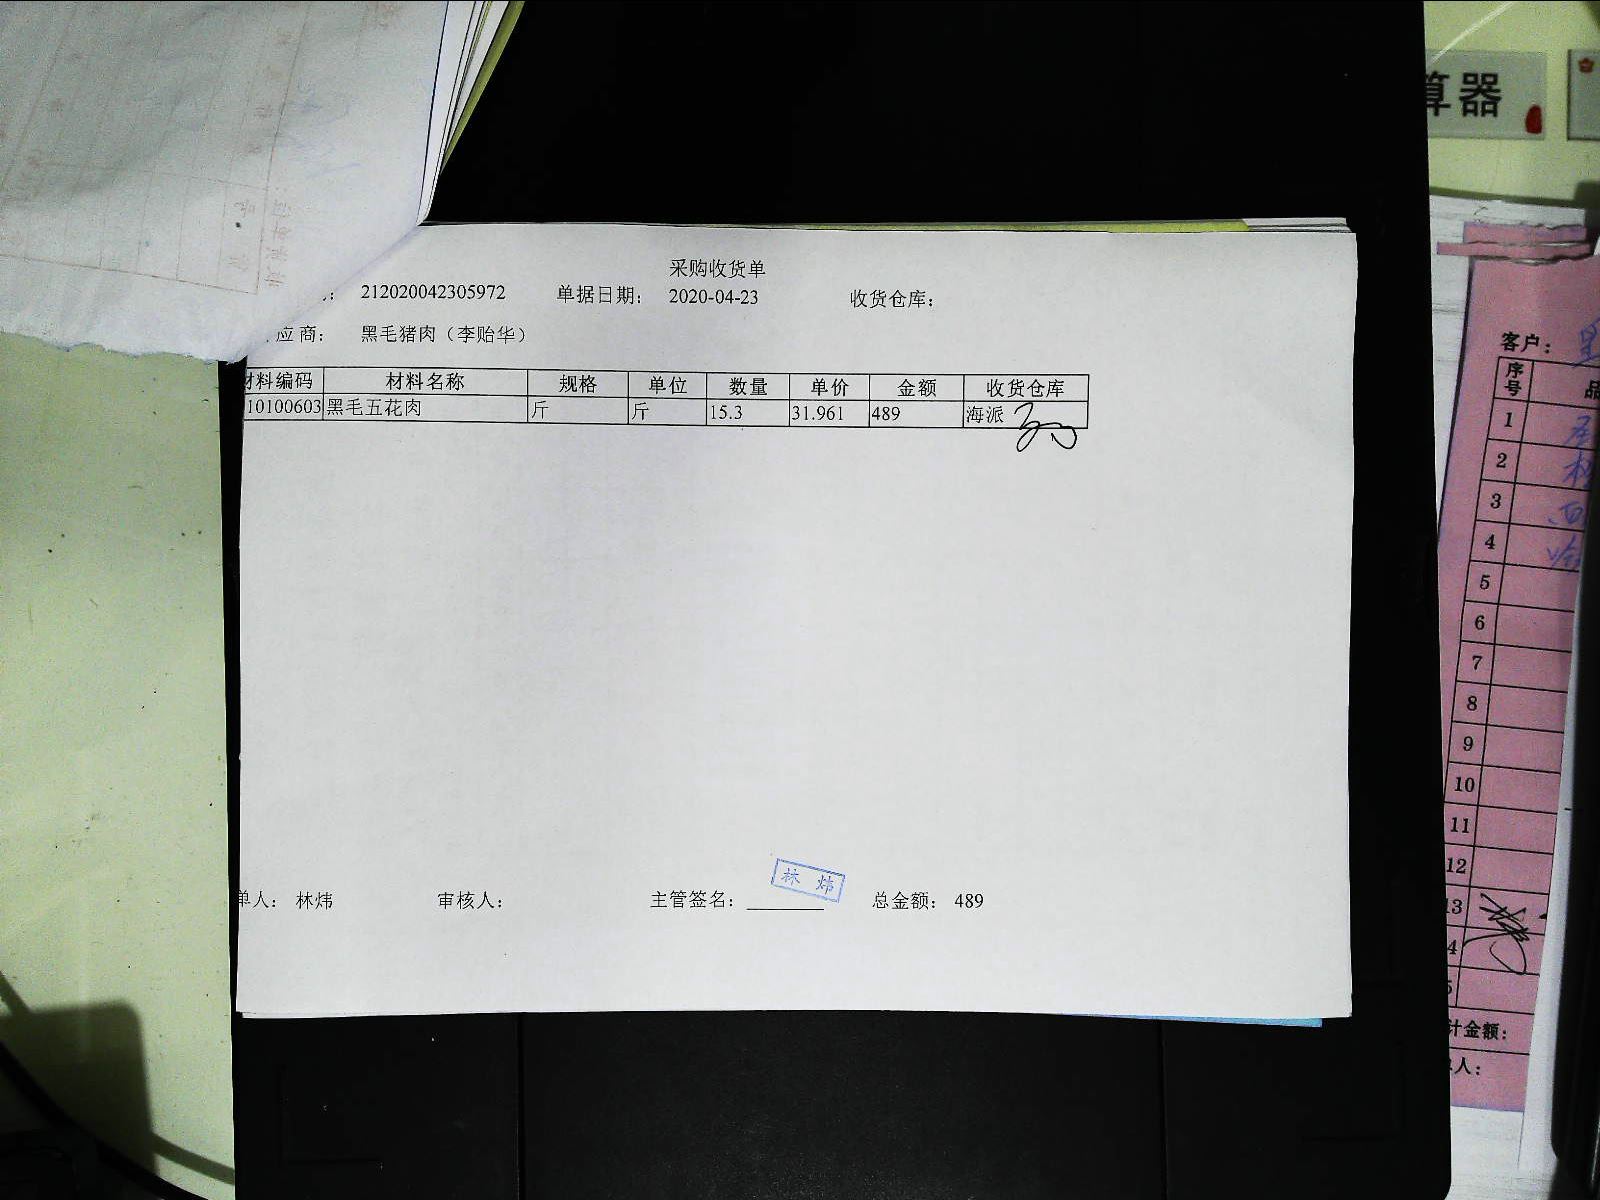 采购收货单
212020042305972 单据日期： 2020-04-23 收货仓库：
应商： 黑毛猪肉（李贻华）
材料编码 材料名称 规格 单位 数量 单价 金额 收货仓库
10100603 黑毛五花肉 斤 斤 15.3 31.961 489 海派
单人： 林炜 审核人： 主管签名： 总金额： 489
林 炜
算器
客户：
序号 品
1
2
3
4
5
6
7
8
9
10
11
12
13
4
5
计金额：
人：